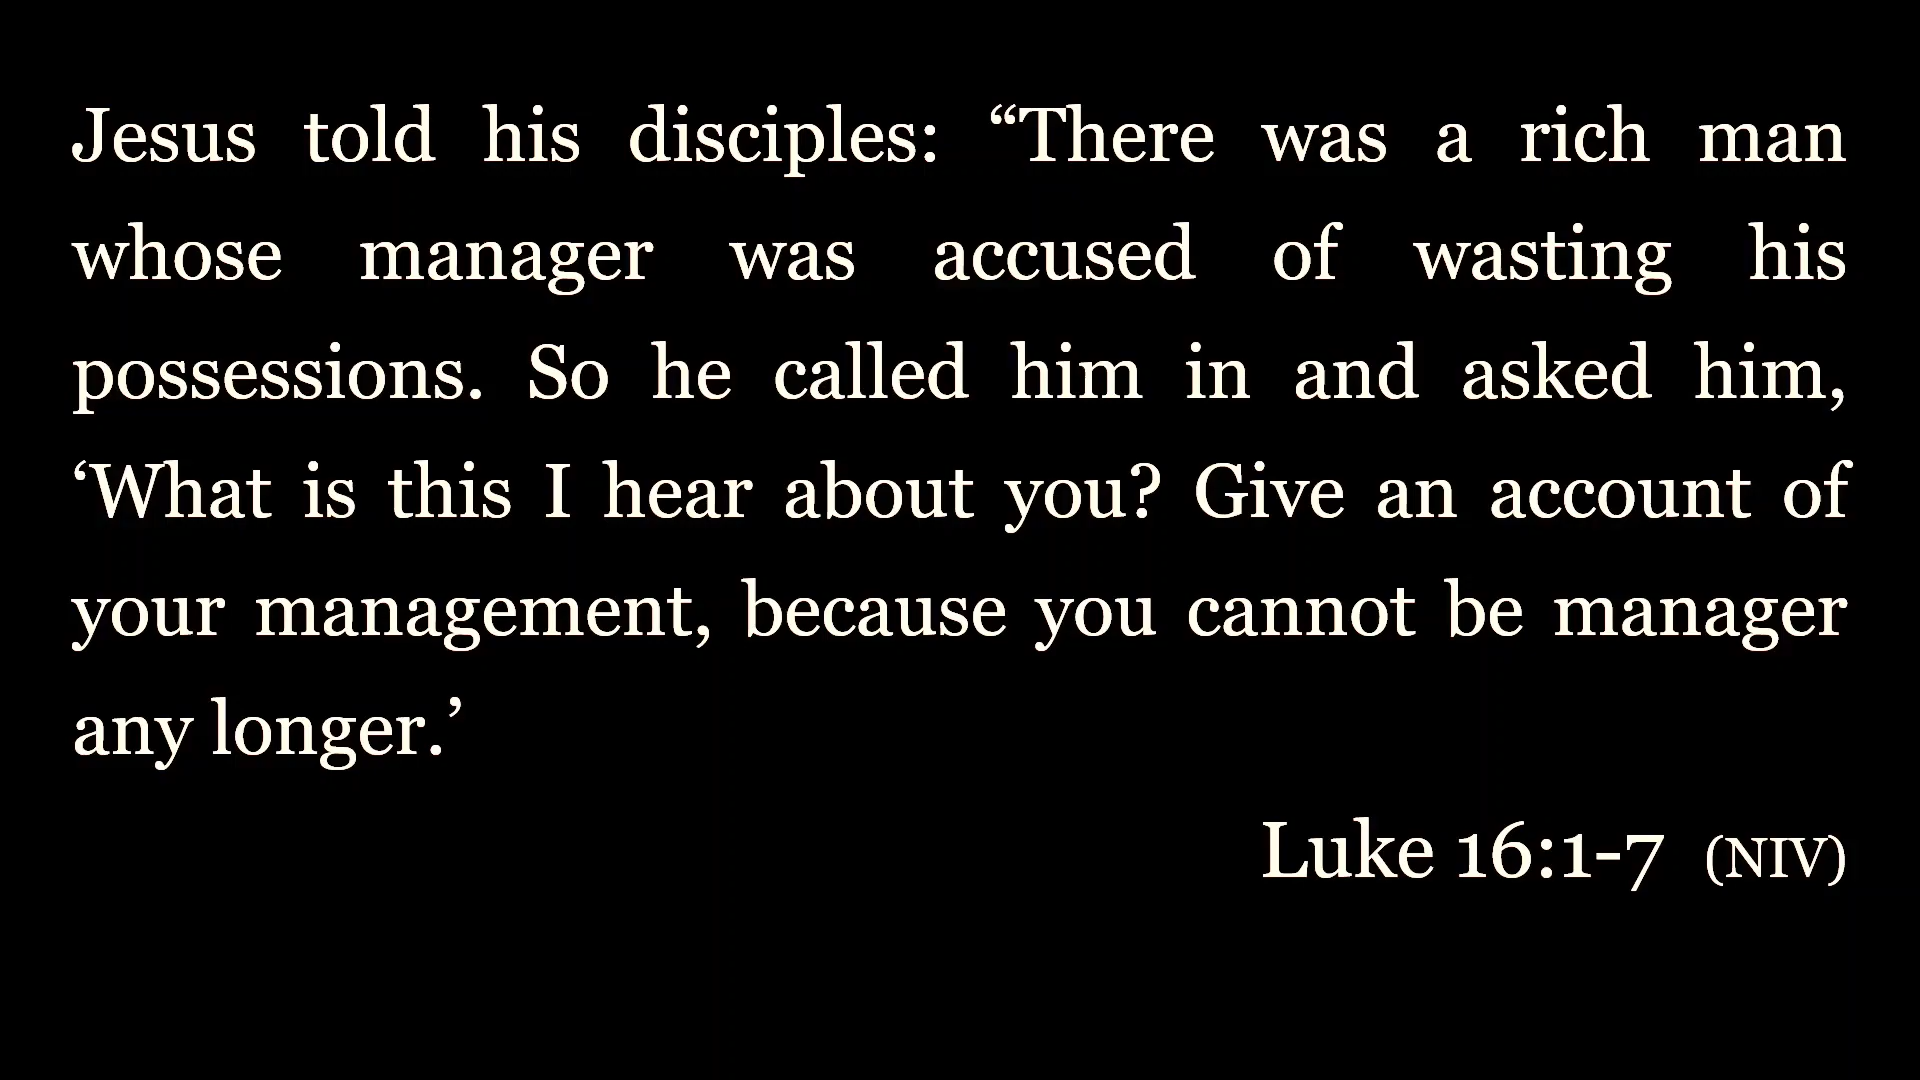 Jesus told his disciples: “There was a rich man
whose manager was accused of wasting his
possessions. So he called him in and asked him,
‘What is this I hear about you? Give an account of
your management, because you cannot be manager
any longer.’
Luke 16:1-7 (NIV)